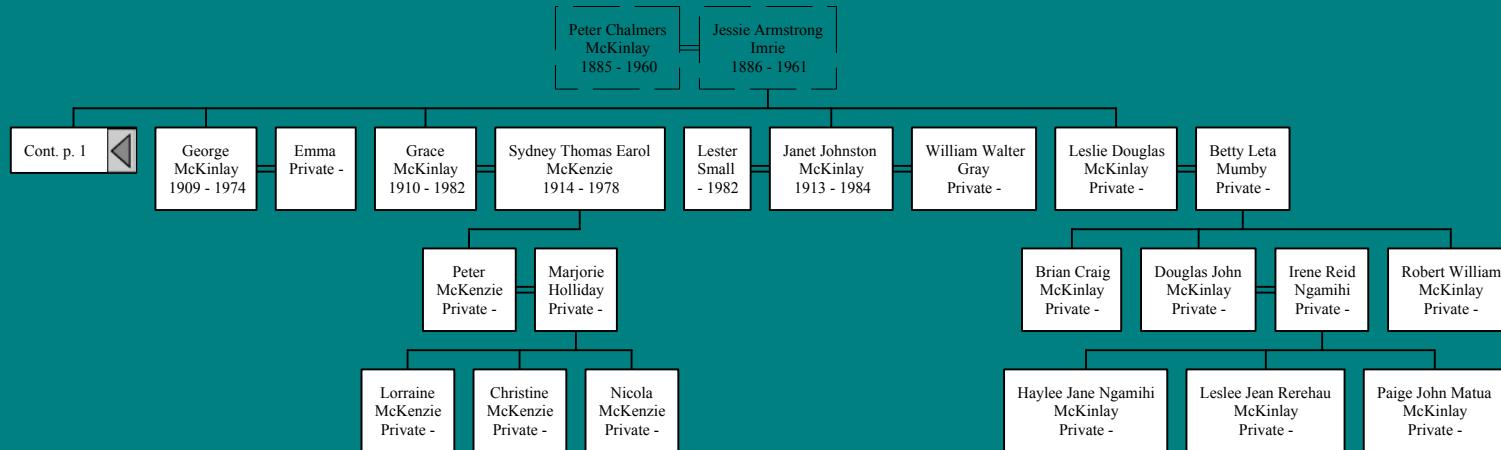 Peter Chalmers
McKinlay
1885 - 1960
Jessie Armstrong
Imrie
1886 - 1961
Cont. p. 1
George
McKinlay
1909 - 1974
Emma
Private -
Grace
McKinlay
1910 - 1982
Sydney Thomas Earol
McKenzie
1914 - 1978
Lester
Small
- 1982
Janet Johnston
McKinlay
1913 - 1984
William Walter
Gray
Private -
Leslie Douglas
McKinlay
Private -
Betty Leta
Mumby
Private -
Peter
McKenzie
Private -
Marjorie
Holliday
Private -
Brian Craig
McKinlay
Private -
Douglas John
McKinlay
Private -
Irene Reid
Ngamihi
Private -
Robert William
McKinlay
Private -
Lorraine
McKenzie
Private -
Christine
McKenzie
Private -
Nicola
McKenzie
Private -
Haylee Jane Ngamihi
McKinlay
Private -
Leslee Jean Rerehau
McKinlay
Private -
Paige John Matua
McKinlay
Private -